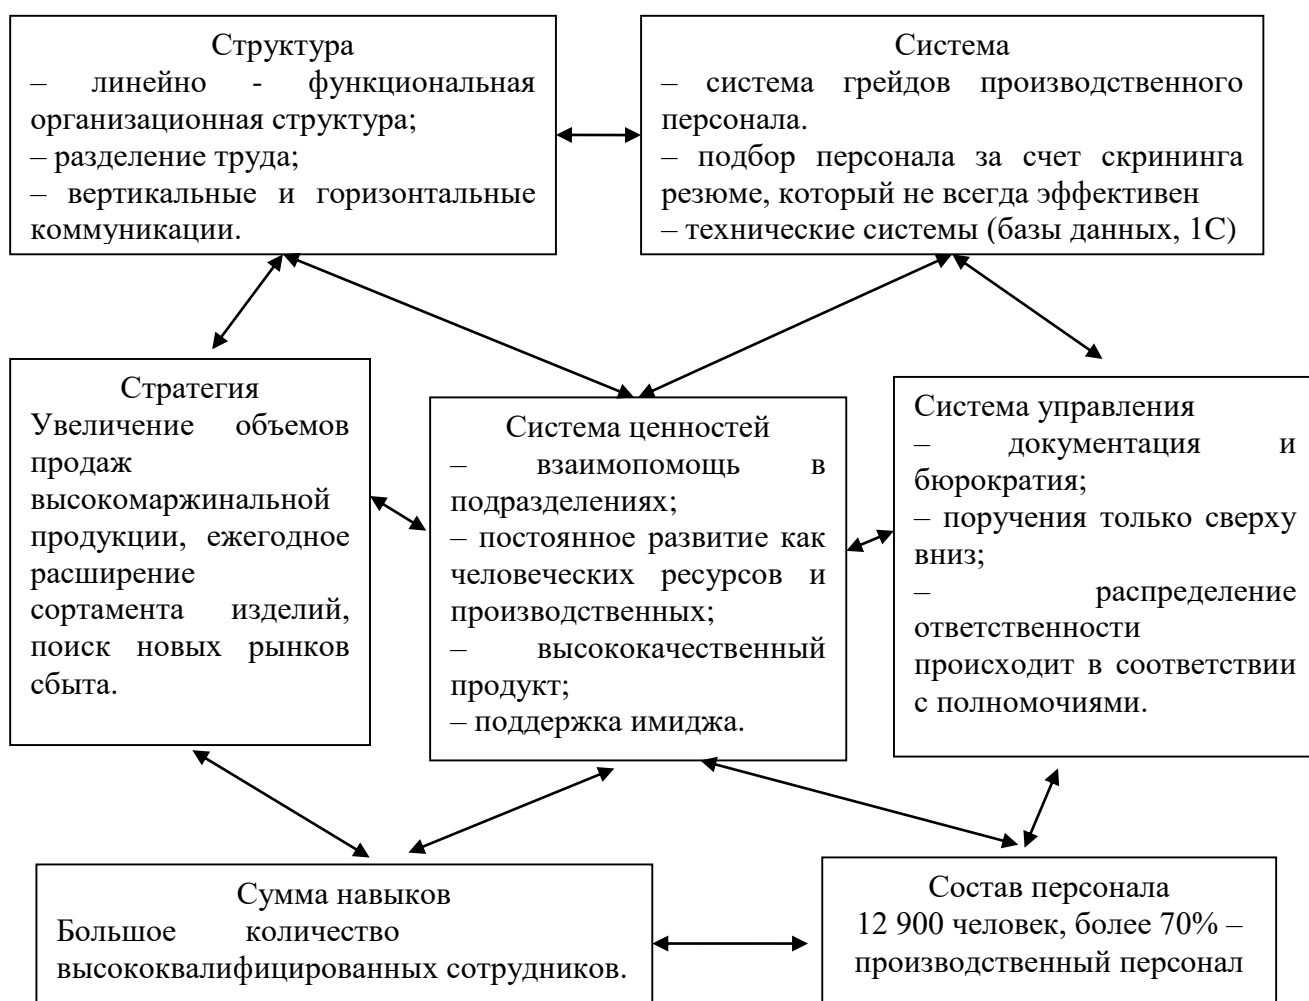 Структура
– линейно - функциональная
организационная структура;
– разделение труда;
– вертикальные и горизонтальные
коммуникации.
Система
– система грейдов производственного
персонала.
– подбор персонала за счет скрининга
резюме, который не всегда эффективен
– технические системы (базы данных, 1С)
Стратегия
Увеличение объемов
продаж
высокомаржинальной
продукции, ежегодное
расширение
сортамента изделий,
поиск новых рынков
сбыта.
Система ценностей
– взаимопомощь в
подразделениях;
– постоянное развитие как
человеческих ресурсов и
производственных;
– высококачественный
продукт;
– поддержка имиджа.
Система управления
– документация и
бюрократия;
– поручения только сверху
вниз;
– распределение
ответственности
происходит в соответствии
с полномочиями.
Сумма навыков
Большое количество
высококвалифицированных сотрудников.
Состав персонала
12 900 человек, более 70% –
производственный персонал